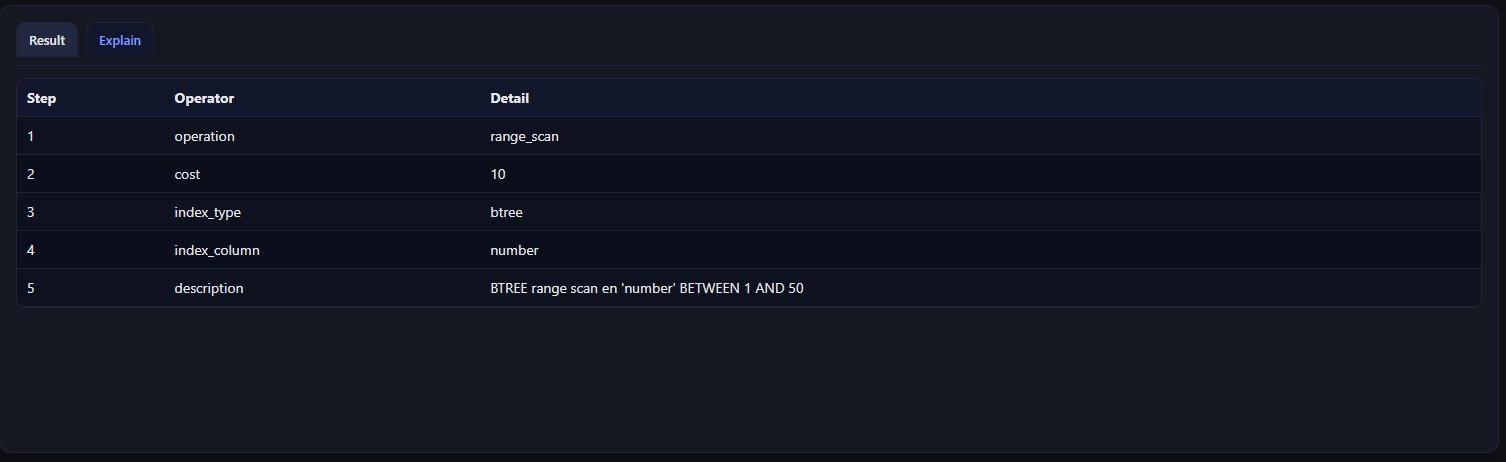 Result Explain
Step Operator Detail
1 operation range_scan
2 cost 10
3 index_type btree
4 index_column number
5 description BTREE range scan en 'number' BETWEEN 1 AND 50